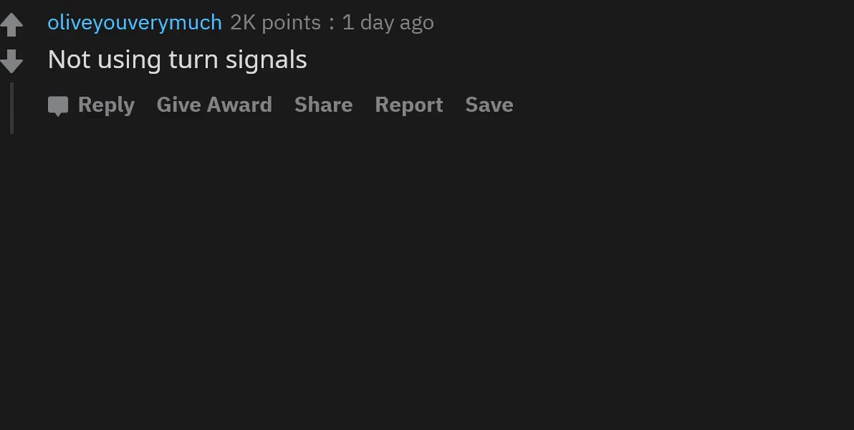 oliveyouverymuch 2K points : 1 day ago
Not using turn signals
Reply Give Award Share Report Save